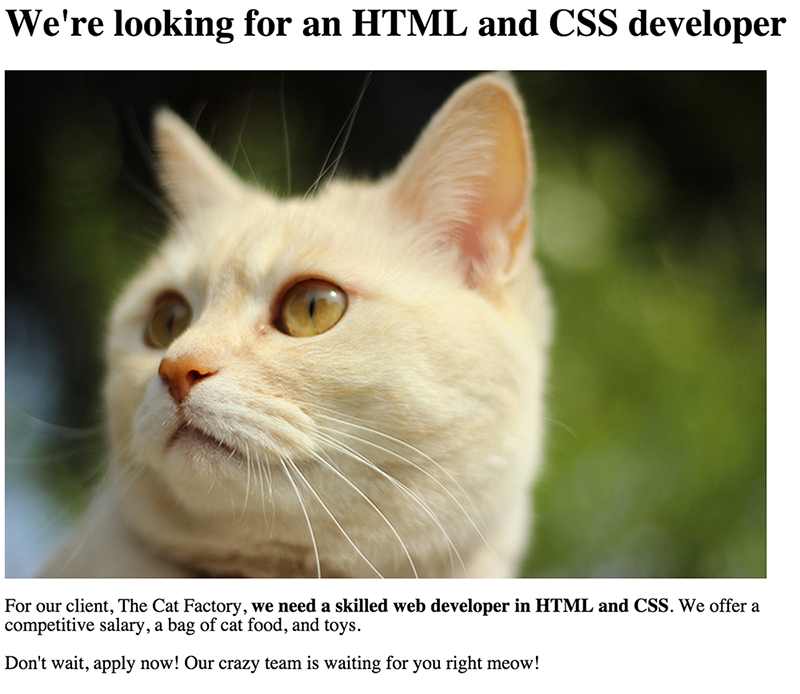 We're looking for an HTML and CSS developer
For our client, The Cat Factory, we need a skilled web developer in HTML and CSS. We offer a
competitive salary, a bag of cat food, and toys.
Don't wait, apply now! Our crazy team is waiting for you right meow!